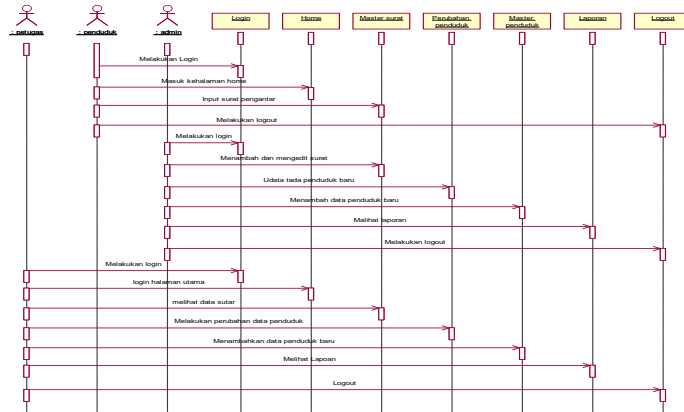 : petugas
: penduduk
: admin
Login
Home
Master surat
Perubahan
penduduk
Master
penduduk
Laporan
Logout
Melakukan Login
Masuk kehalaman home
Input surat pengantar
Melakukan logout
Melakukan login
Menambah dan mengedit surat
Udata tada penduduk baru
Menambah data penduduk baru
Malihat laporan
Melakukan logout
Melakukan login
login halaman utama
melihat data sutar
Melakukan perubahan data penduduk
Menambahkan data penduduk baru
Melihat Lapoan
Logout